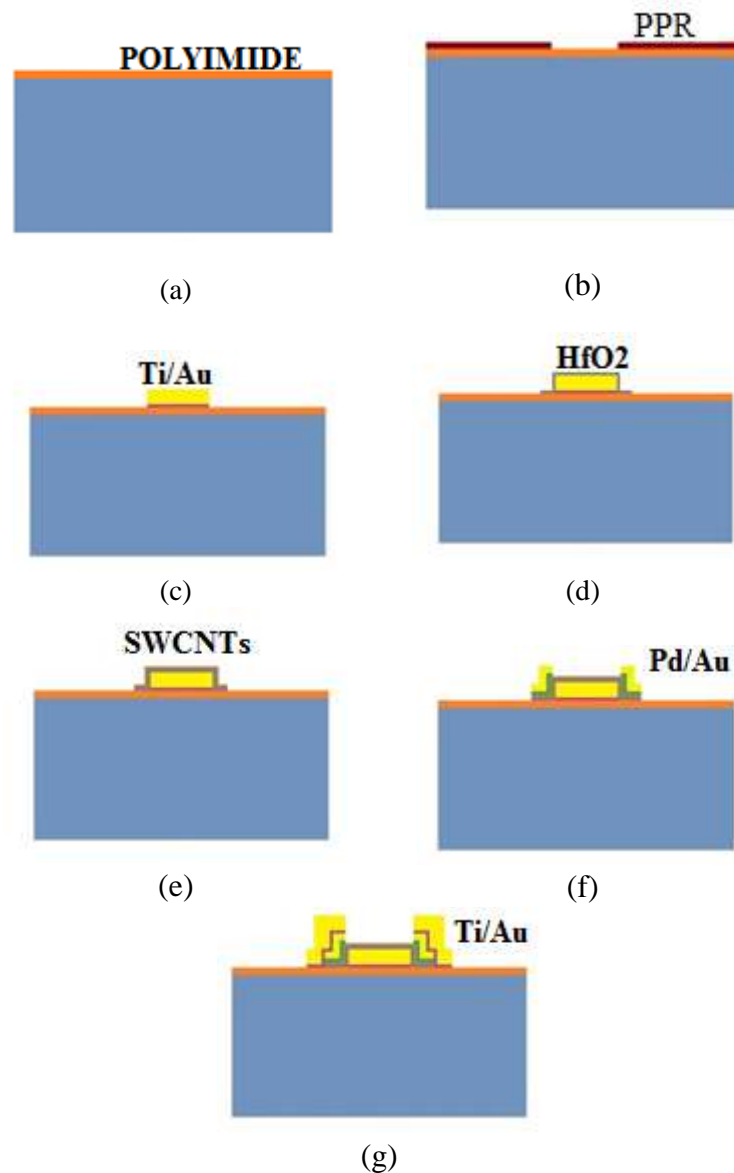 POLYIMIDE
PPR
(a)
(b)
Ti/Au
HfO2
(c)
(d)
SWCNTs
Pd/Au
(e)
(f)
Ti/Au
(g)